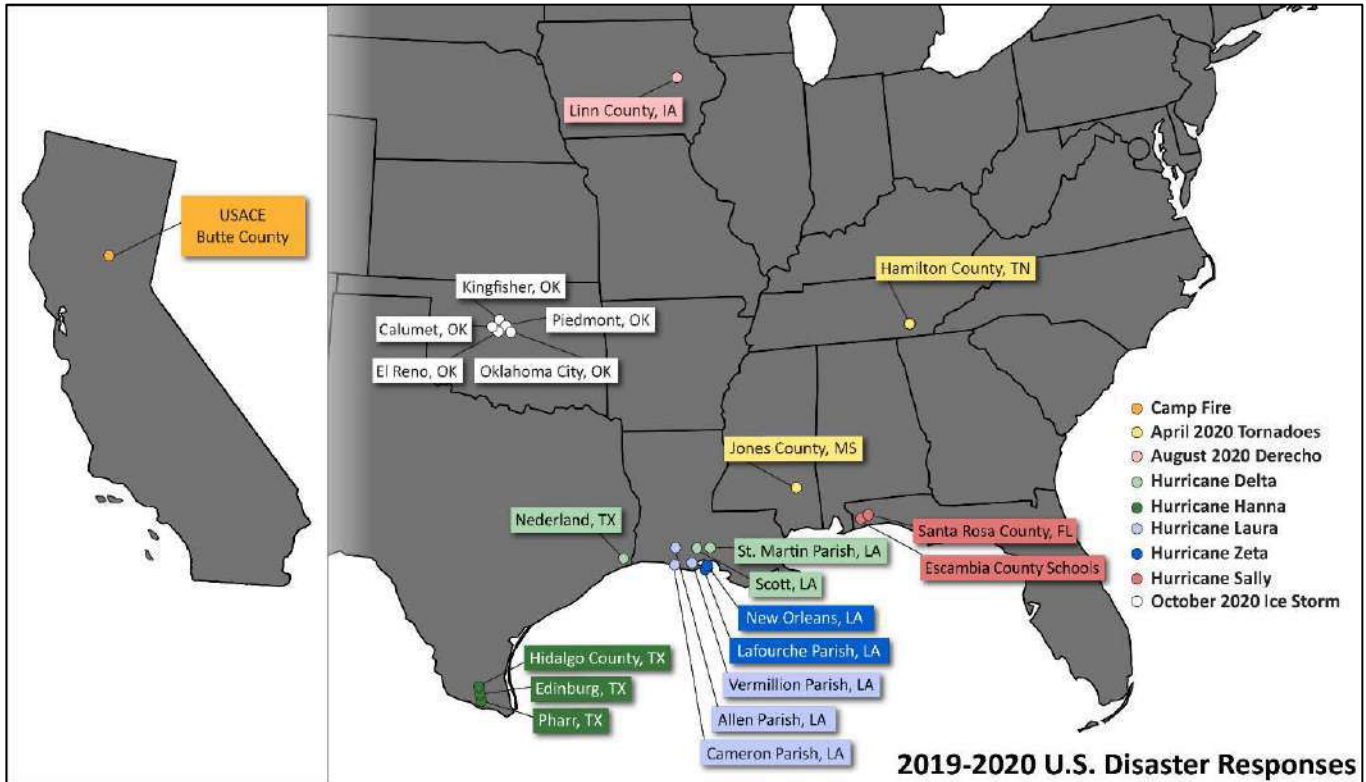 USACE
Butte County
Linn County, IA
Hamilton County, TN
Kingfisher, OK
Calumet, OK
Piedmont, OK
El Reno, OK
Oklahoma City, OK
Jones County, MS
Nederland, TX
St. Martin Parish, LA
Scott, LA
Santa Rosa County, FL
Escambia County Schools
New Orleans, LA
Lafourche Parish, LA
Vermillion Parish, LA
Allen Parish, LA
Cameron Parish, LA
Hidalgo County, TX
Edinburg, TX
Pharr, TX
Camp Fire
April 2020 Tornadoes
August 2020 Derecho
Hurricane Delta
Hurricane Hanna
Hurricane Laura
Hurricane Zeta
Hurricane Sally
October 2020 Ice Storm
2019-2020 U.S. Disaster Responses